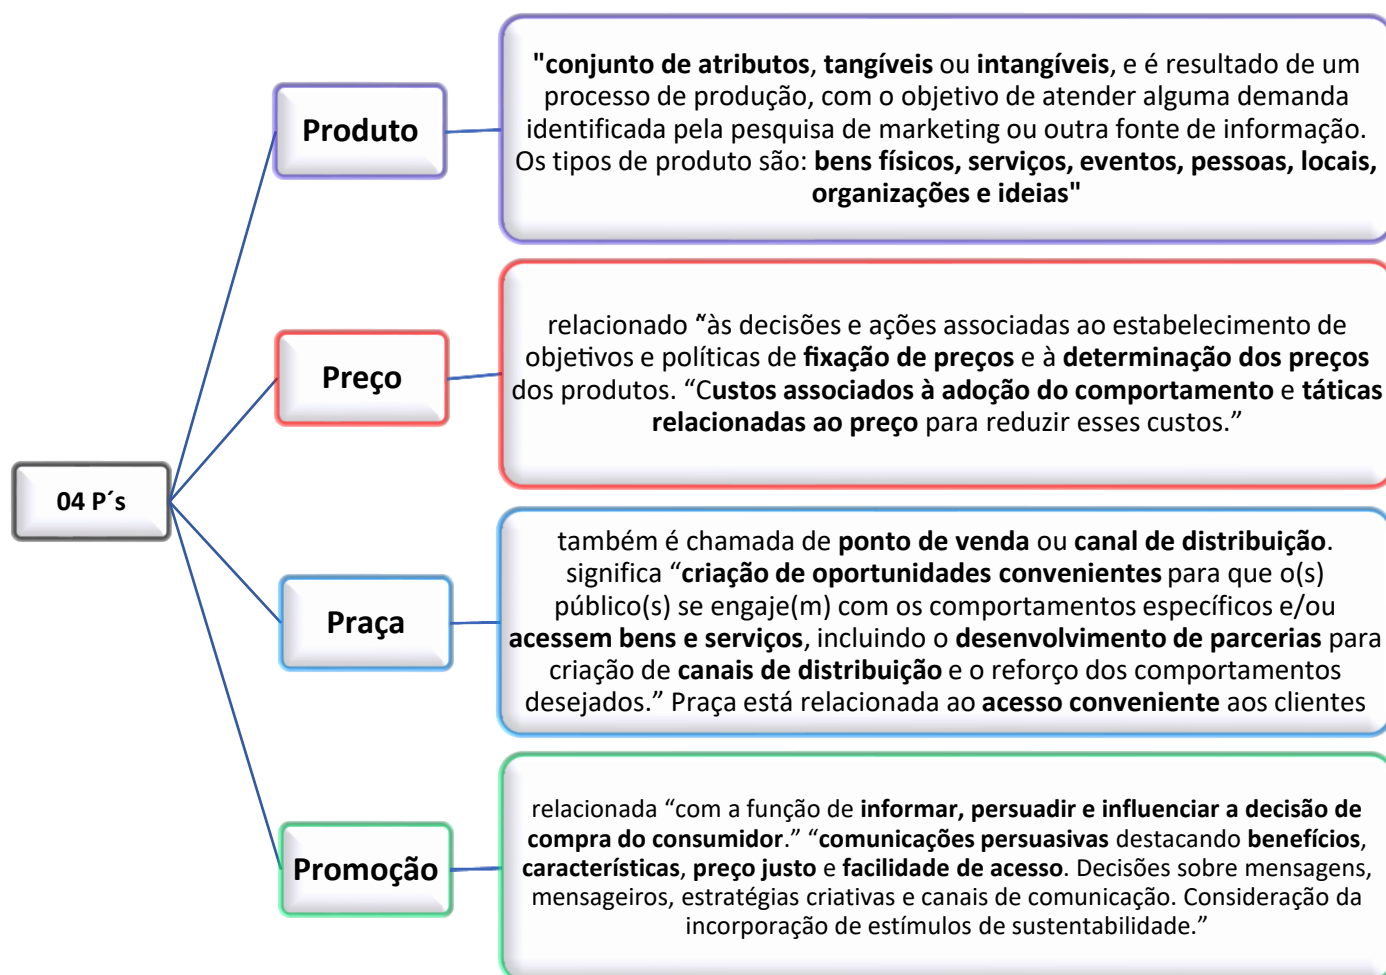 04 P´s
Produto
"conjunto de atributos, tangíveis ou intangíveis, e é resultado de um
processo de produção, com o objetivo de atender alguma demanda
identificada pela pesquisa de marketing ou outra fonte de informação.
Os tipos de produto são: bens físicos, serviços, eventos, pessoas, locais,
organizações e ideias"
Preço
relacionado “às decisões e ações associadas ao estabelecimento de
objetivos e políticas de fixação de preços e à determinação dos preços
dos produtos. “Custos associados à adoção do comportamento e táticas
relacionadas ao preço para reduzir esses custos.”
Praça
também é chamada de ponto de venda ou canal de distribuição.
significa “criação de oportunidades convenientes para que o(s)
público(s) se engaje(m) com os comportamentos específicos e/ou
acessem bens e serviços, incluindo o desenvolvimento de parcerias para
criação de canais de distribuição e o reforço dos comportamentos
desejados.” Praça está relacionada ao acesso conveniente aos clientes
Promoção
relacionada “com a função de informar, persuadir e influenciar a decisão de
compra do consumidor.” “comunicações persuasivas destacando benefícios,
características, preço justo e facilidade de acesso. Decisões sobre mensagens,
mensageiros, estratégias criativas e canais de comunicação. Consideração da
incorporação de estímulos de sustentabilidade.”